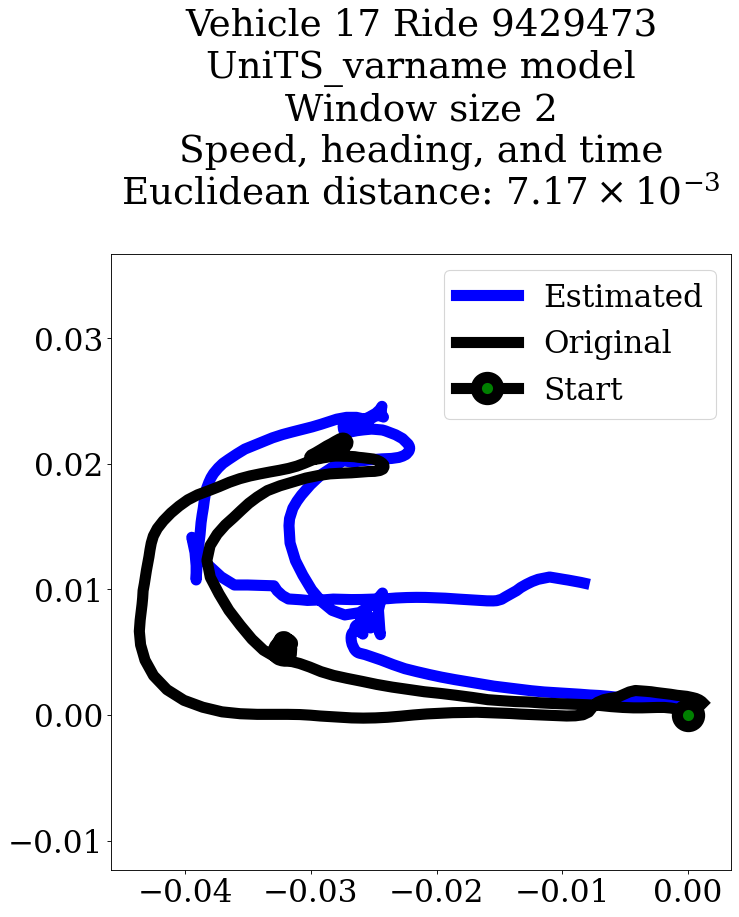 Vehicle 17 Ride 9429473
UniTS_varname model
Window size 2
Speed, heading, and time
Euclidean distance: 7.17 × 10⁻³
Estimated
Original
Start
0.03
0.02
0.01
0.00
−0.01
−0.04 −0.03 −0.02 −0.01 0.00